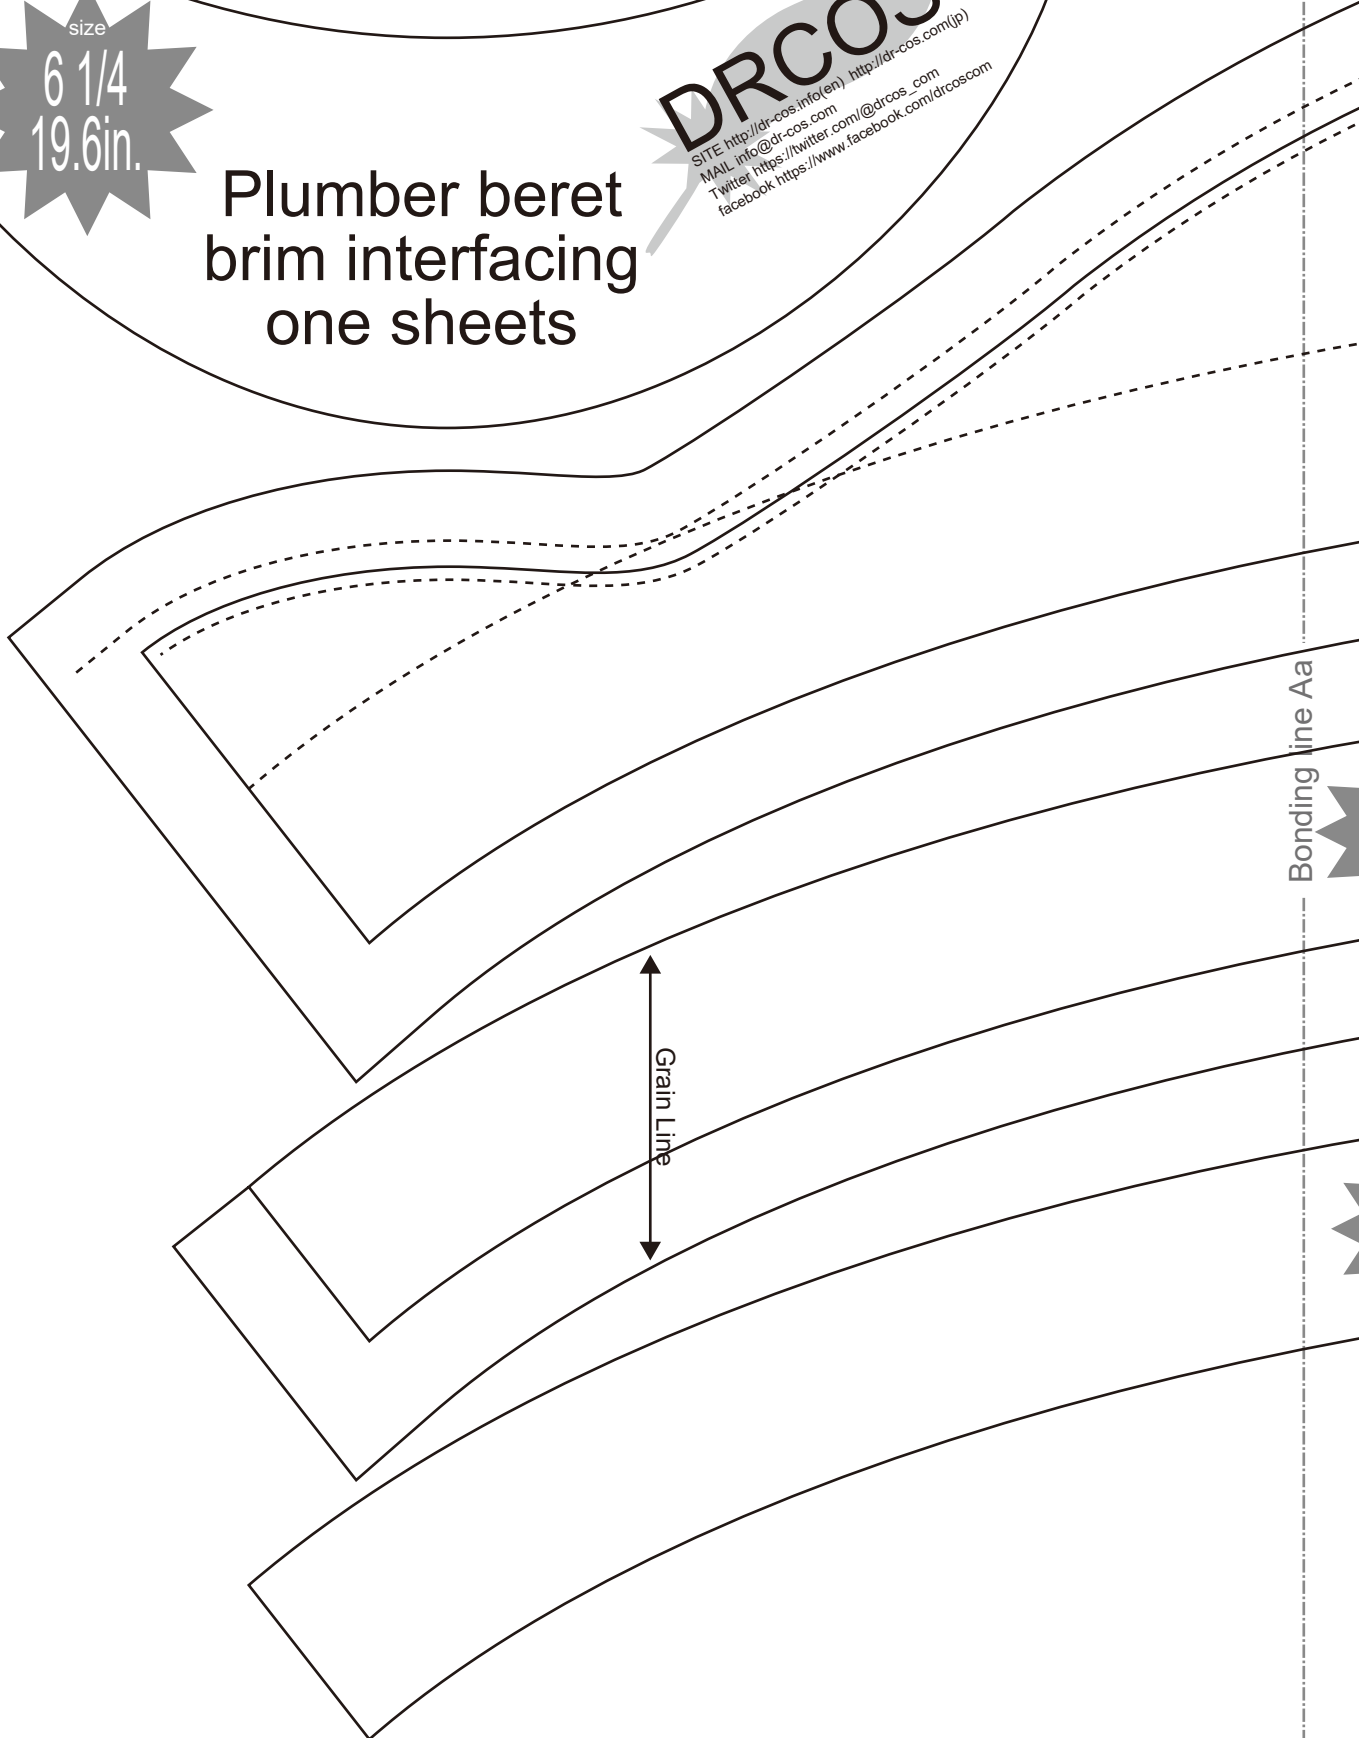 size
6 1/4
19.6in.
Plumber beret
brim interfacing
one sheets
DRCOS
SITE http://dr-cos.info(en) http://dr-cos.com(jp)
MAIL info@dr-cos.com
Twitter https://twitter.com/@drcos_com
facebook https://www.facebook.com/drcoscom
Bonding line Aa
Grain Line